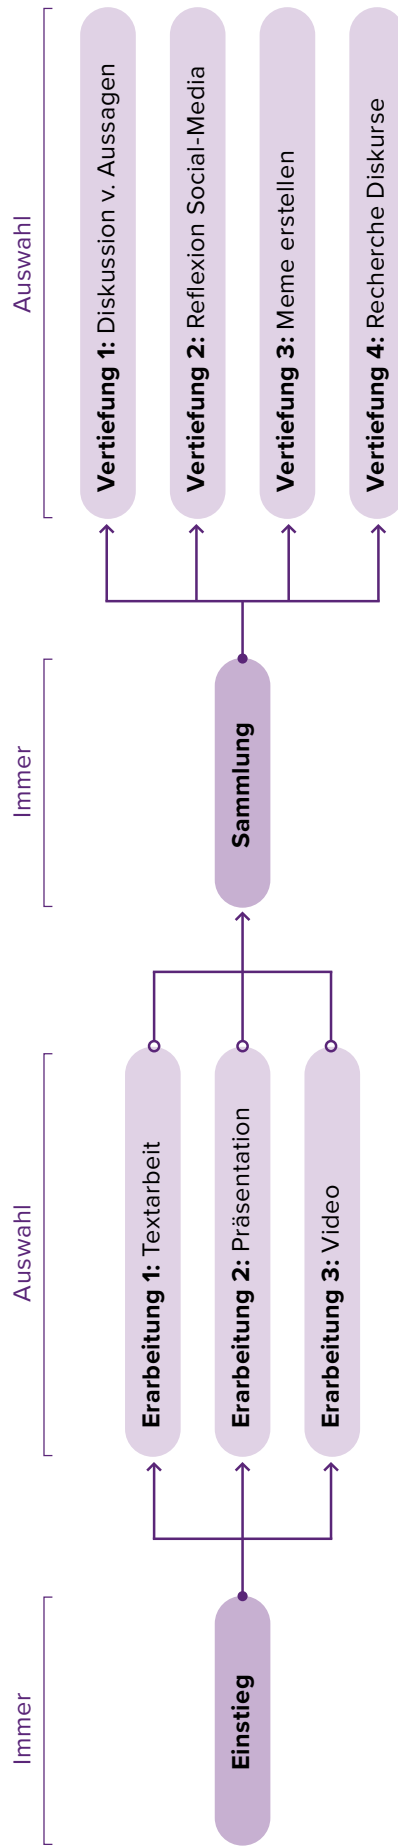 Immer
Auswahl
Immer
Auswahl
Einstieg
Erarbeitung 1: Textarbeit
Erarbeitung 2: Präsentation
Erarbeitung 3: Video
Sammlung
Vertiefung 1: Diskussion v. Aussagen
Vertiefung 2: Reflexion Social-Media
Vertiefung 3: Meme erstellen
Vertiefung 4: Recherche Diskurse